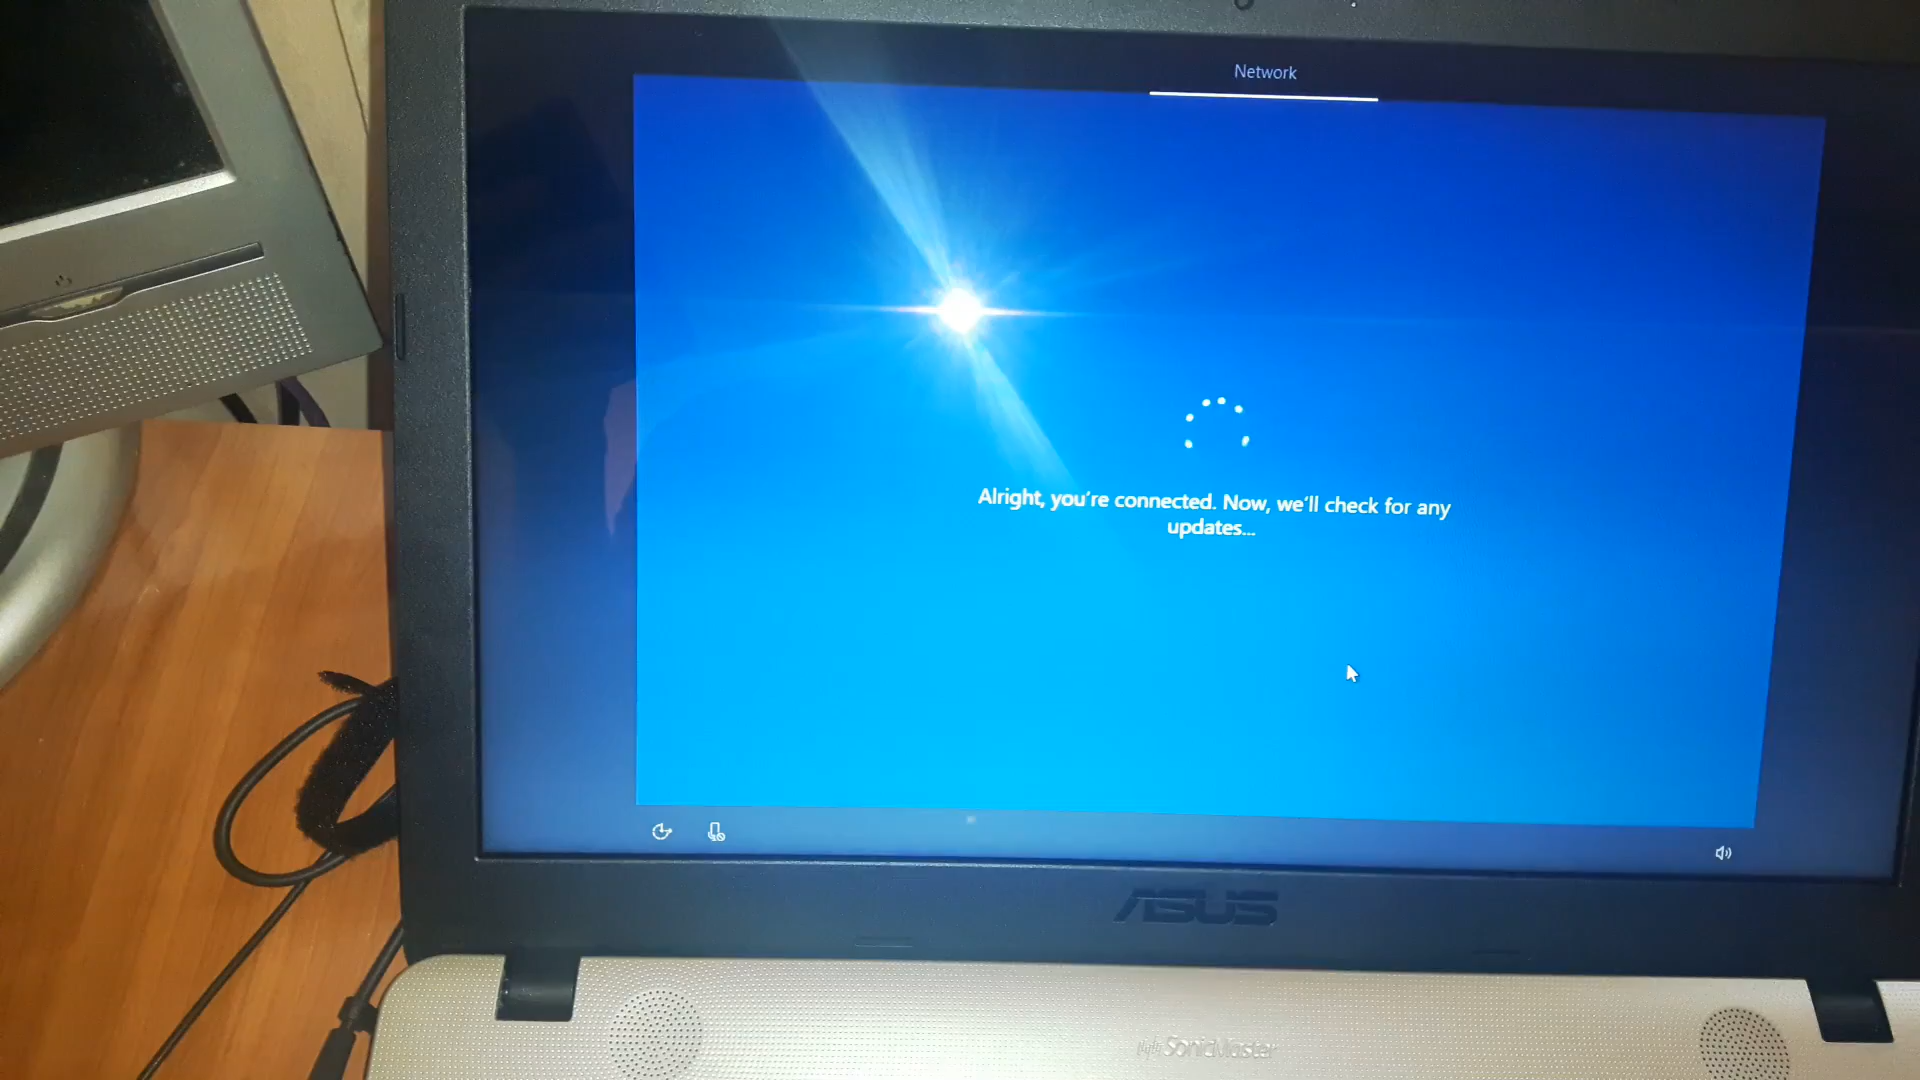 Network
Alright, you're connected. Now, we'll check for any
updates...
ASUS
SonicMaster